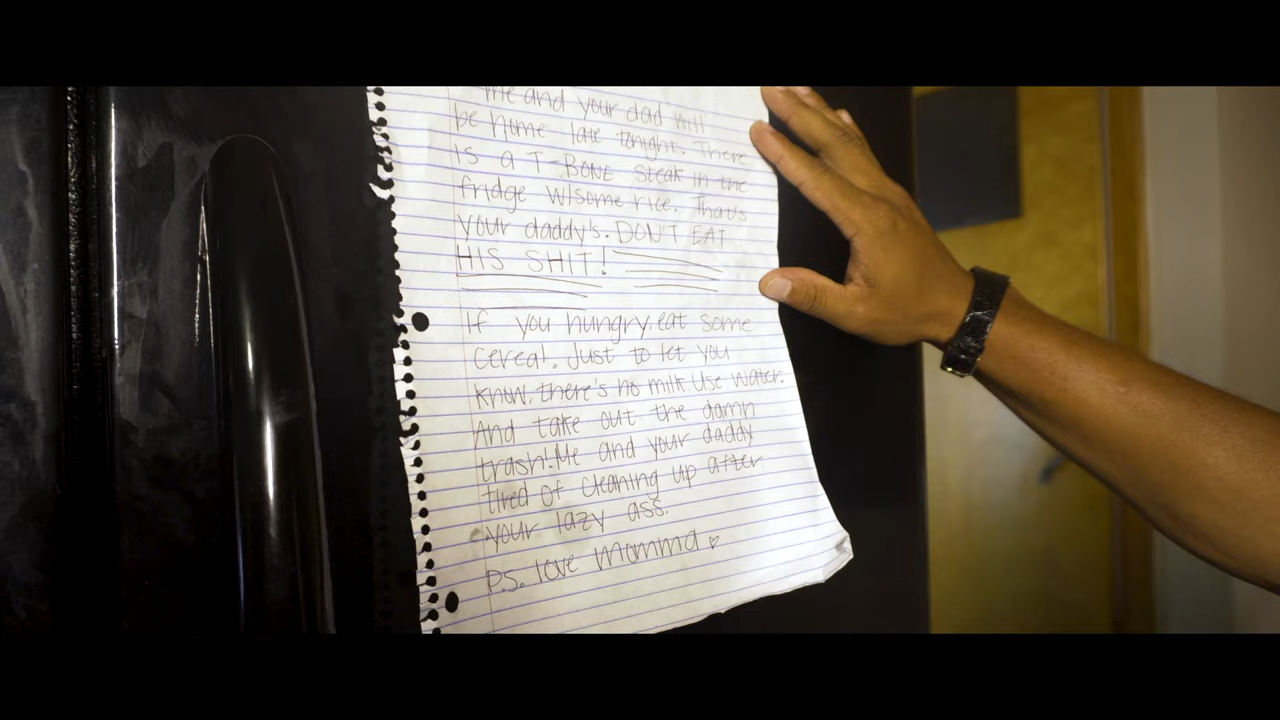 Me and your dad will
be home late tonight. There
is a T-BONE steak in the
fridge w/some rice. That's
your daddy's. DON'T EAT
HIS SHIT!
If you hungry, eat some
cereal. Just to let you
know, there's no milk. Use water.
And take out the damn
trash! Me and your daddy
tired of cleaning up after
your lazy ass.
P.S. love Momma